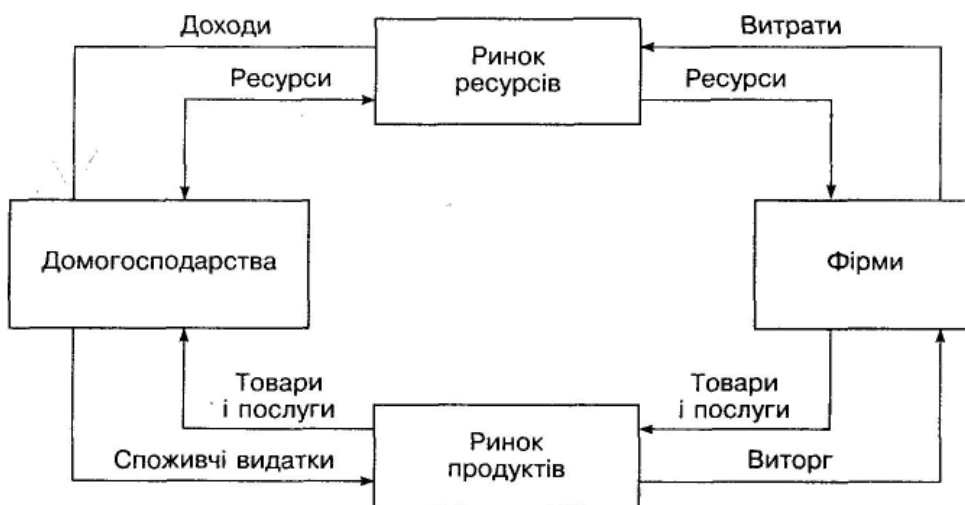 Доходи
Витрати
Ринок
ресурсів
Ресурси
Ресурси
Домогосподарства
Фірми
Товари
і послуги
Товари
і послуги
Ринок
продуктів
Споживчі видатки
Виторг